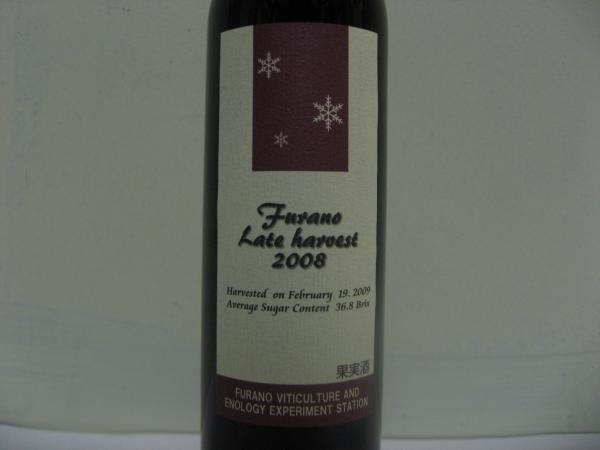 Furano
Late harvest
2008
Harvested on February 19. 2009
Average Sugar Content 36.8 Brix
果実酒
FURANO VITICULTURE AND
ENOLOGY EXPERIMENT STATION